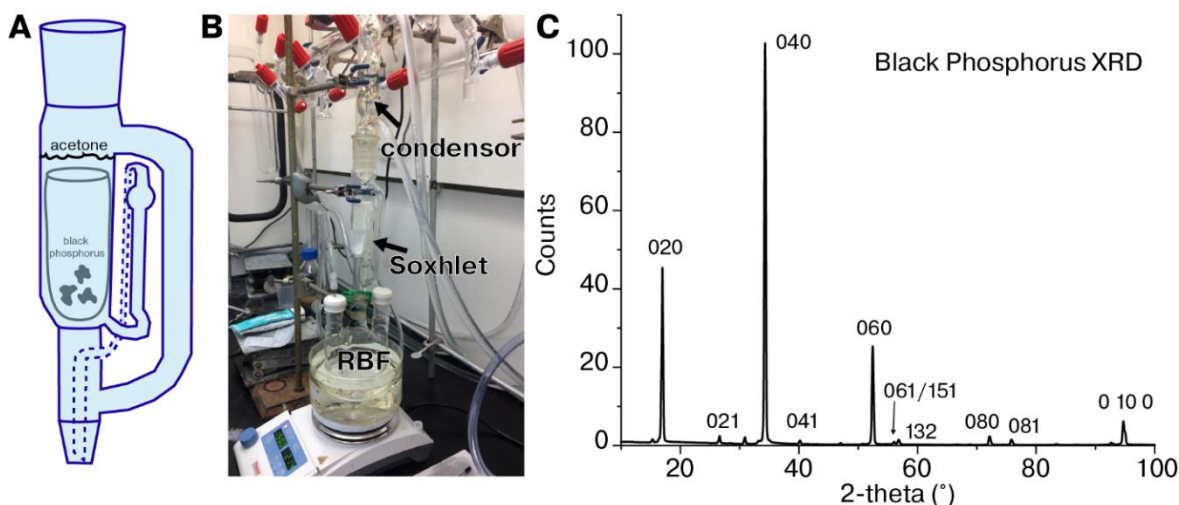 A
acetone
black
phosphorus
B
condensor
Soxhlet
RBF
C
Black Phosphorus XRD
Counts
100
80
60
40
20
0
020
021
040
041
060
061/151
132
080
081
0 10 0
20
40
60
80
100
2-theta (°)